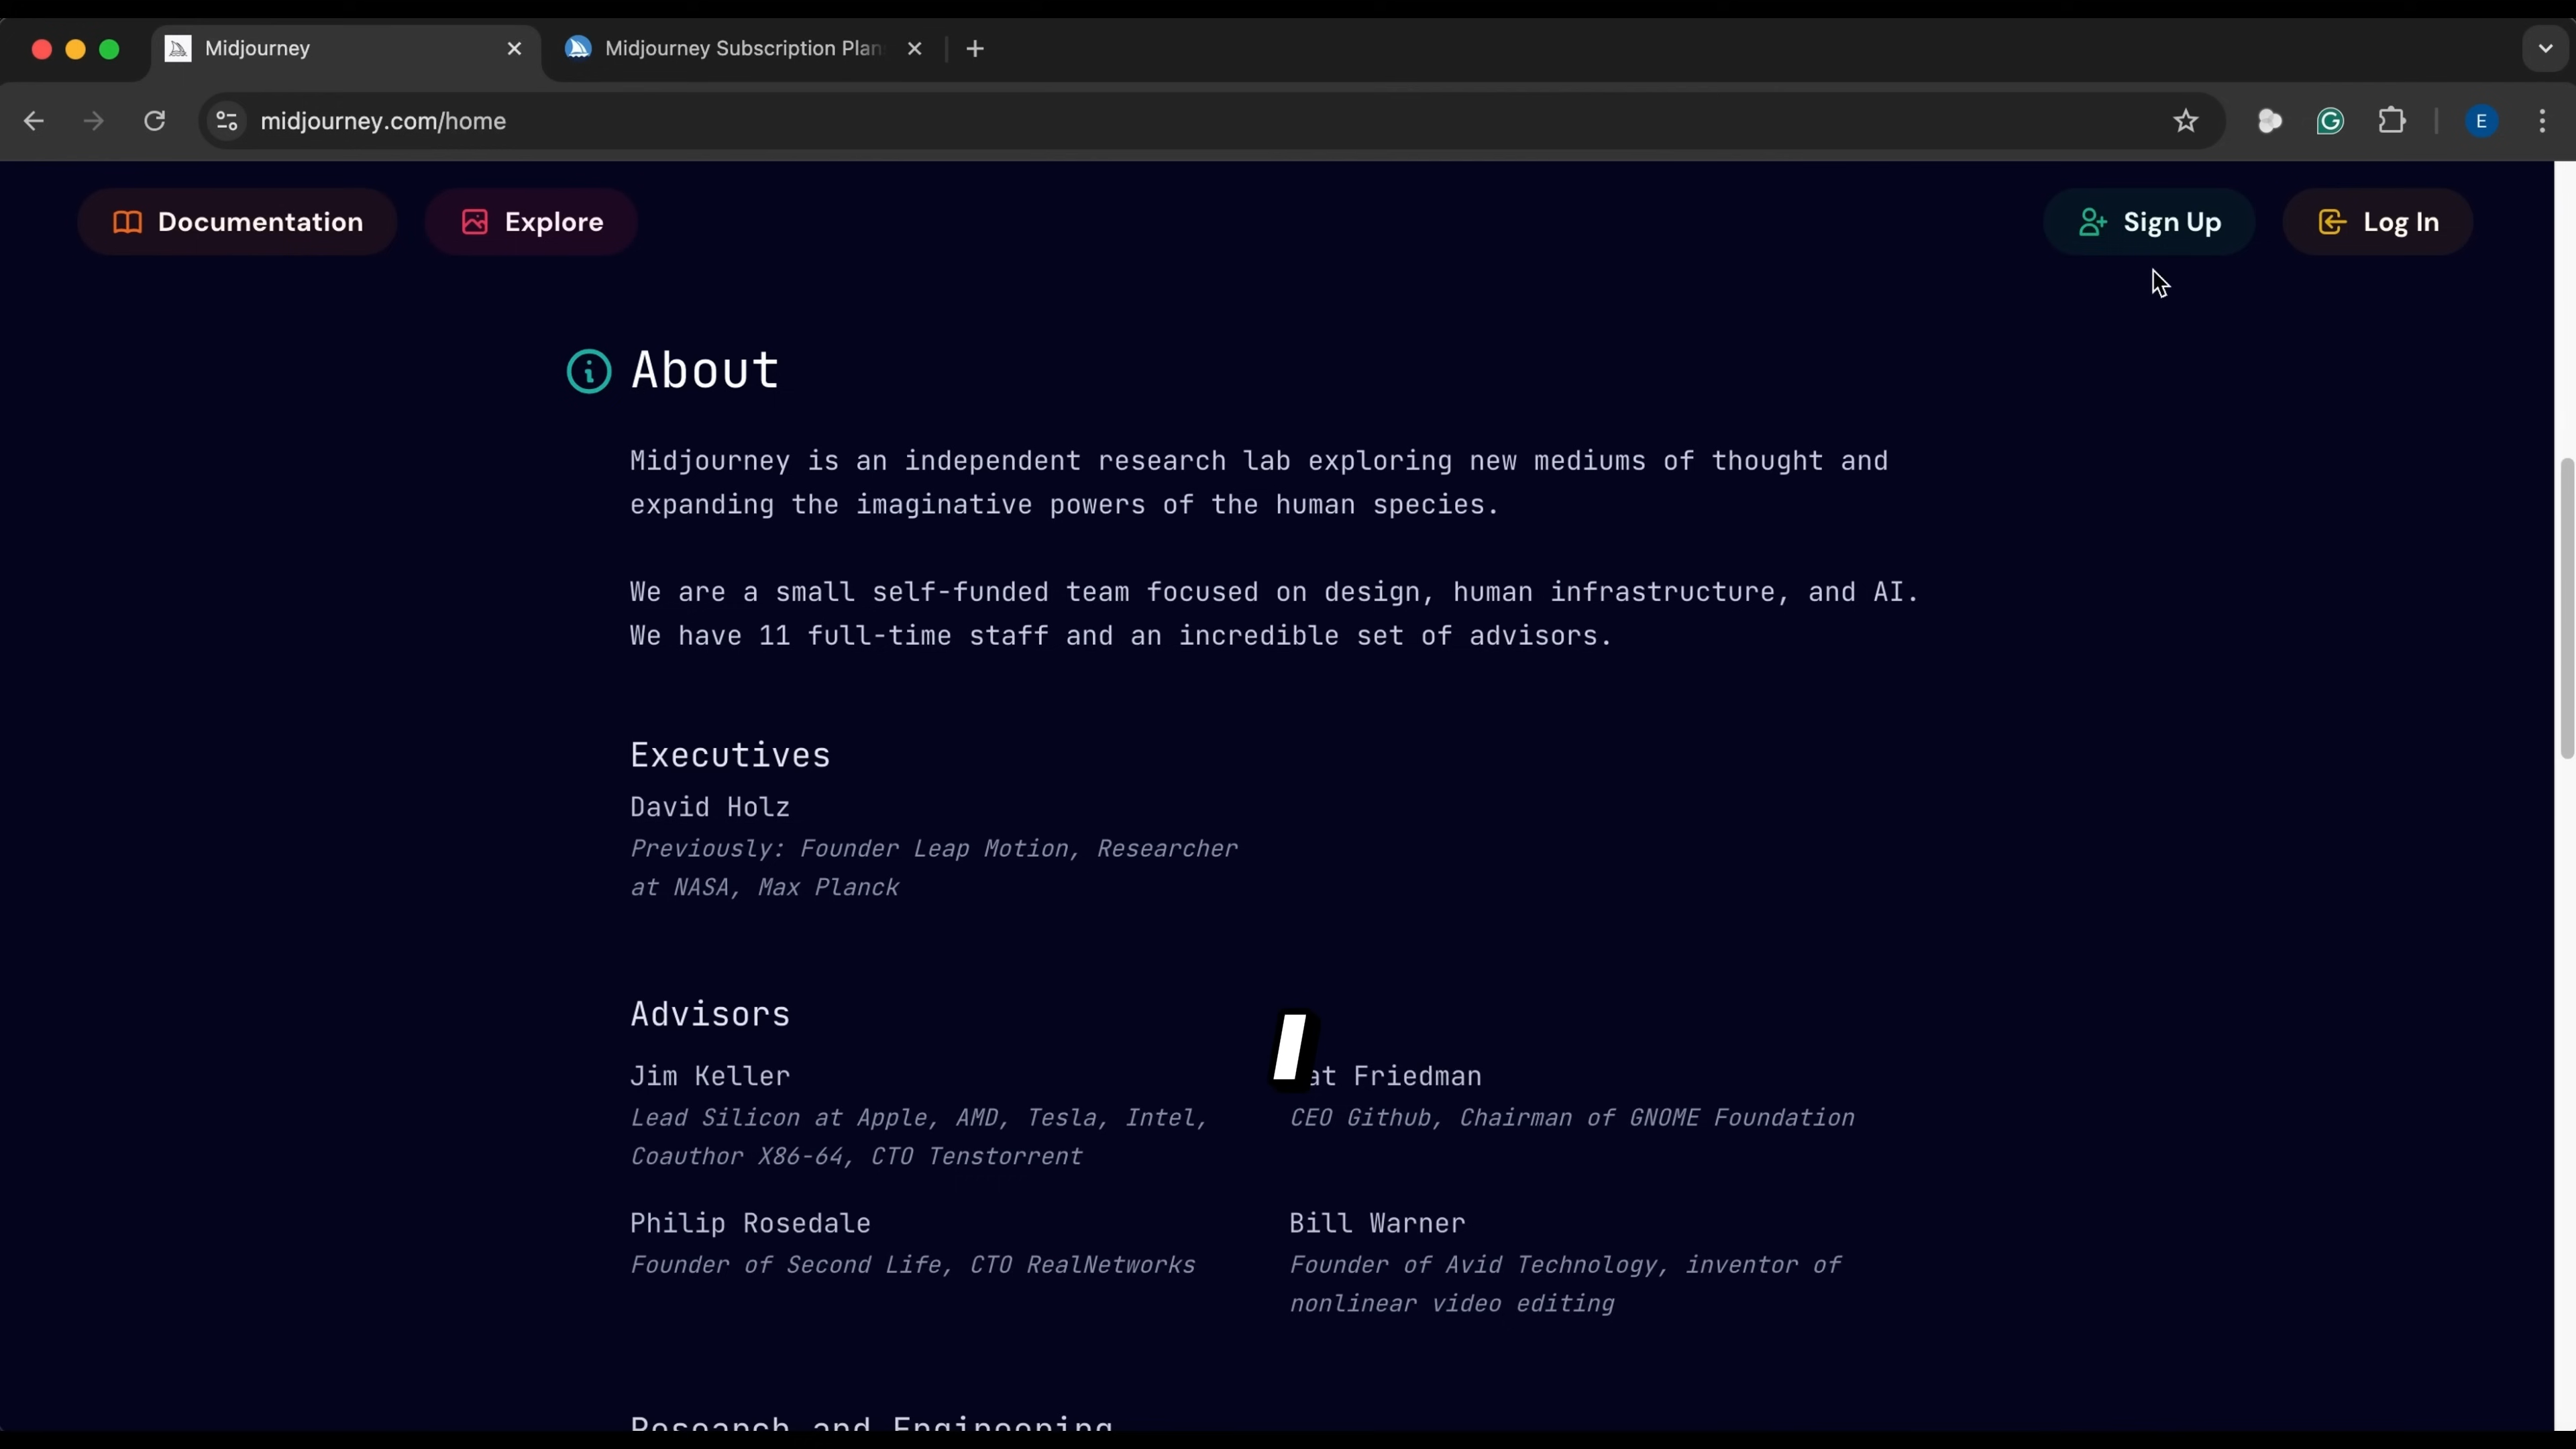 Midjourney
Midjourney Subscription Plan
midjourney.com/home
E
Documentation
Explore
Sign Up
Log In
About
Midjourney is an independent research lab exploring new mediums of thought and
expanding the imaginative powers of the human species.
We are a small self-funded team focused on design, human infrastructure, and AI.
We have 11 full-time staff and an incredible set of advisors.
Executives
David Holz
Previously: Founder Leap Motion, Researcher
at NASA, Max Planck
Advisors
I
Jim Keller
Lead Silicon at Apple, AMD, Tesla, Intel,
Coauthor X86-64, CTO Tenstorrent
at Friedman
CEO Github, Chairman of GNOME Foundation
Philip Rosedale
Founder of Second Life, CTO RealNetworks
Bill Warner
Founder of Avid Technology, inventor of
nonlinear video editing
Research and Engineering